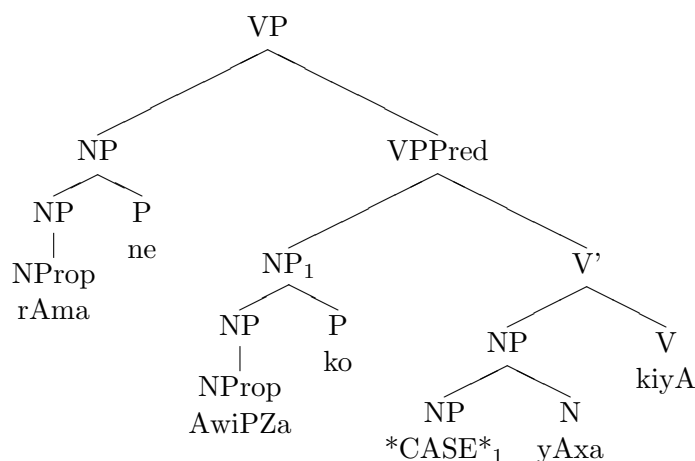 VP
NP VPPred
NP P NP₁ V'
ne
NProp NP P NP V
rAma ko kiyA
NProp NP N
AwiPZa *CASE*₁ yAxa